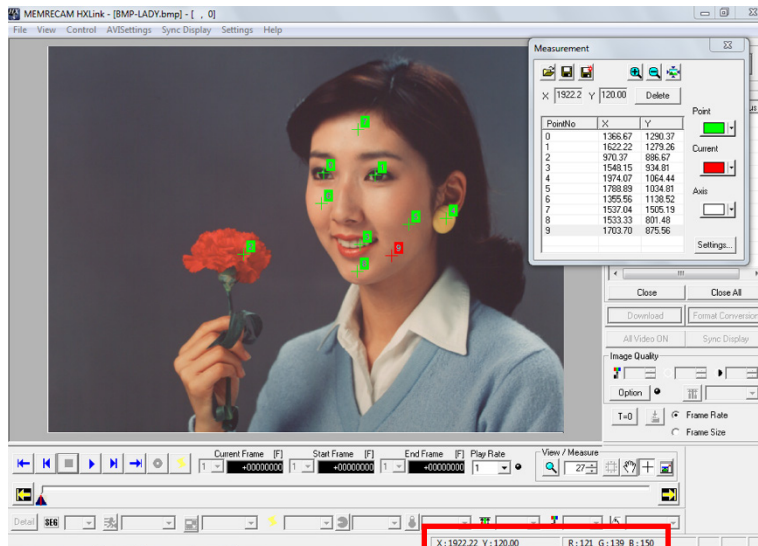 MEMRECAM HXLink - [BMP-LADY.bmp] - [ , 0]
File View Control AVISettings Sync Display Settings Help
Measurement
X 1922.2 Y 120.00 Delete
Point
PointNo X Y
0 1366.67 1290.37
1 1622.22 1279.26
2 970.37 886.67
3 1548.15 934.81
4 1974.07 1064.44
5 1788.89 1034.81
6 1355.56 1138.52
7 1537.04 1505.19
8 1533.33 801.48
9 1703.70 875.56
Current
Axis
Settings...
Close Close All
Download Format Conversion
All Video ON Sync Display
Image Quality
Option
T=0 Frame Rate
Frame Size
Current Frame [F] Start Frame [F] End Frame [F] Play Rate View / Measure
1 +00000000 1 +00000000 1 +00000000 1 27
Detail SEG
X : 1922.22 Y : 120.00 R : 121 G : 139 B : 150